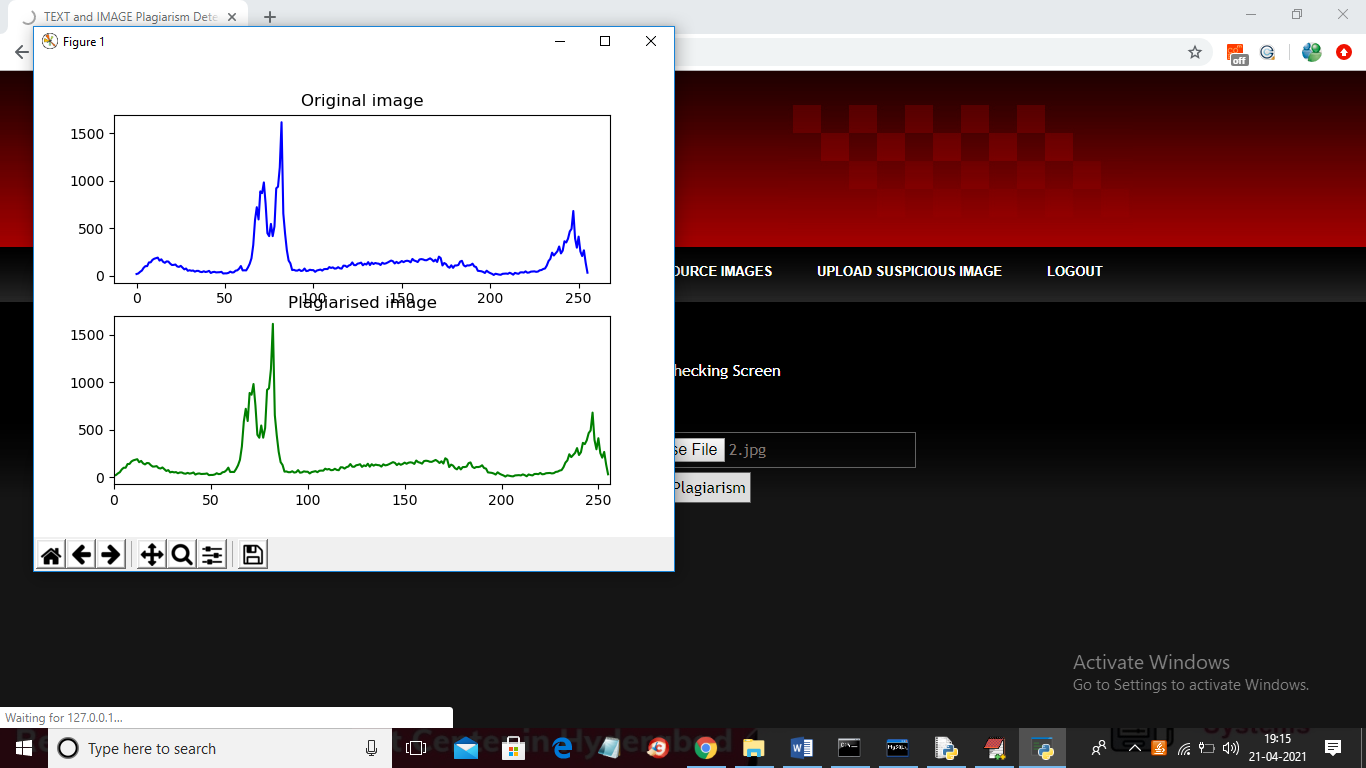 TEXT and IMAGE Plagiarism Dete
Figure 1
off
Original image
1500
1000
500
0
0 50 100 150 200 250
Plagiarised image
1500
1000
500
0
0 50 100 150 200 250
OURCE IMAGES UPLOAD SUSPICIOUS IMAGE LOGOUT
hecking Screen
se File 2.jpg
Plagiarism
Activate Windows
Go to Settings to activate Windows.
Waiting for 127.0.0.1...
Type here to search
19:15
21-04-2021